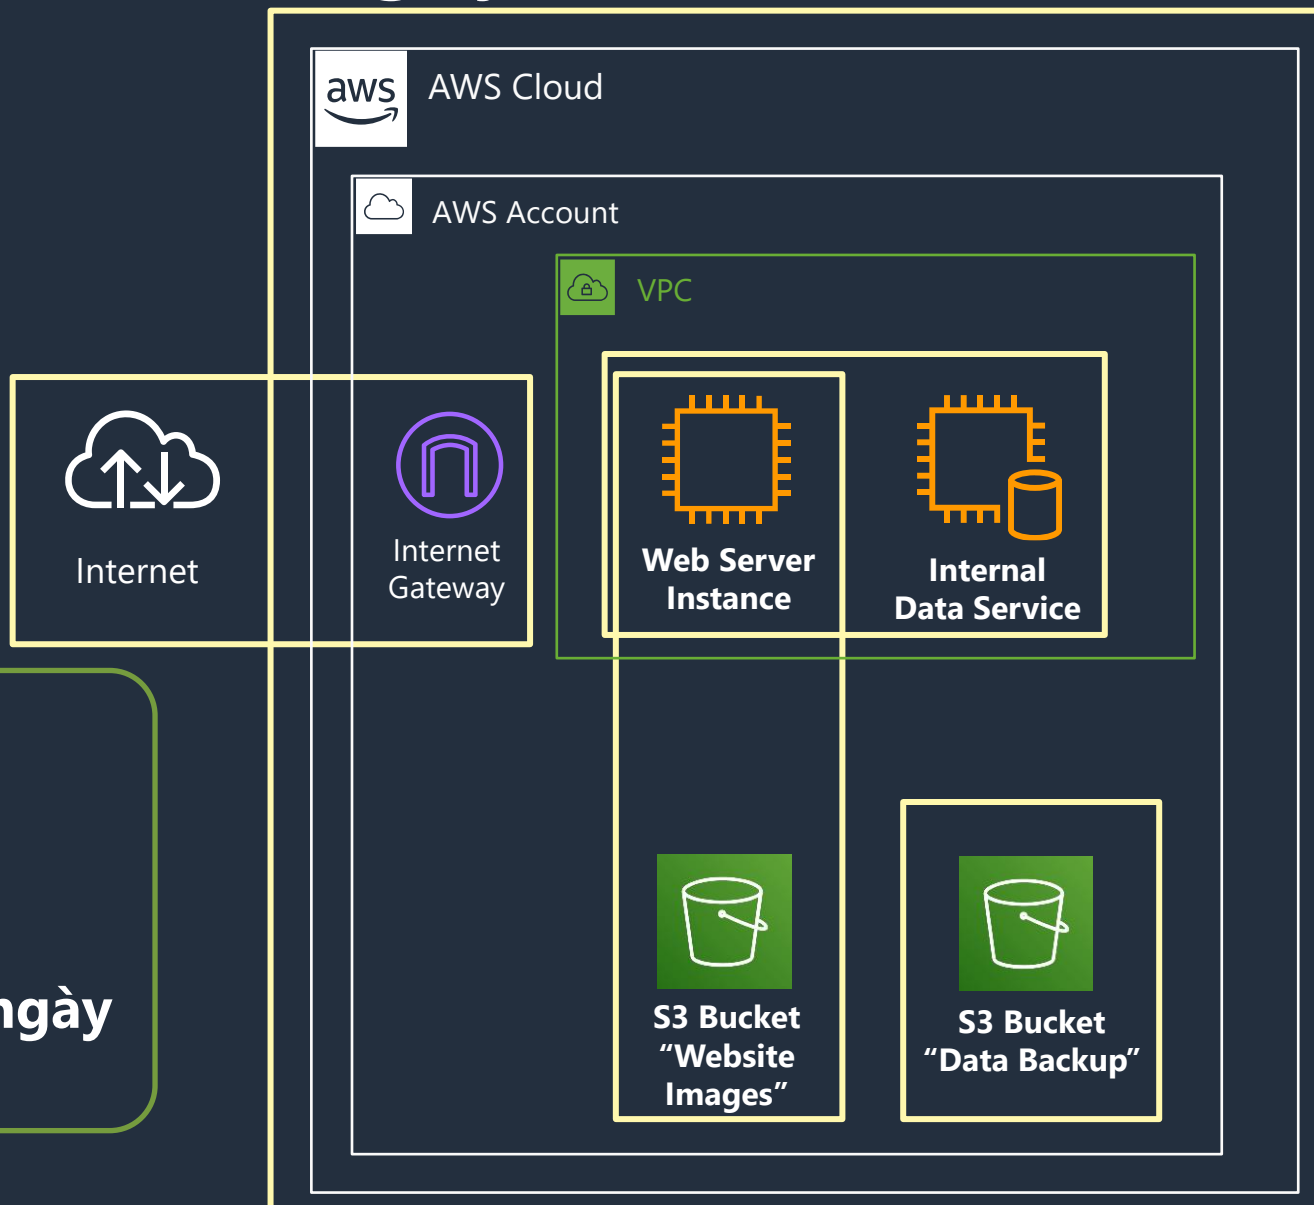 aws
AWS Cloud
AWS Account
VPC
Internet
Internet
Gateway
Web Server
Instance
Internal
Data Service
ngày
S3 Bucket
“Website
Images”
S3 Bucket
“Data Backup”